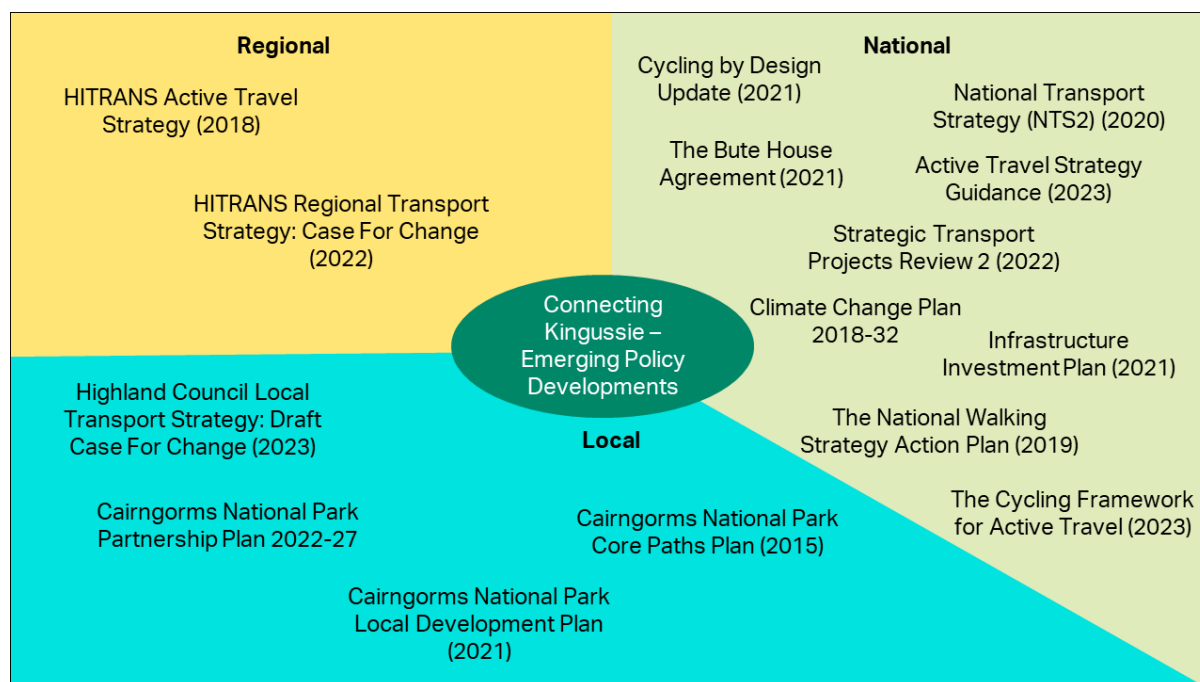 Regional
HITRANS Active Travel
Strategy (2018)
HITRANS Regional Transport
Strategy: Case For Change
(2022)
National
Cycling by Design
Update (2021)
National Transport
Strategy (NTS2) (2020)
The Bute House
Agreement (2021)
Active Travel Strategy
Guidance (2023)
Strategic Transport
Projects Review 2 (2022)
Climate Change Plan
2018-32
Infrastructure
Investment Plan (2021)
The National Walking
Strategy Action Plan (2019)
The Cycling Framework
for Active Travel (2023)
Connecting
Kingussie –
Emerging Policy
Developments
Local
Highland Council Local
Transport Strategy: Draft
Case For Change (2023)
Cairngorms National Park
Partnership Plan 2022-27
Cairngorms National Park
Core Paths Plan (2015)
Cairngorms National Park
Local Development Plan
(2021)